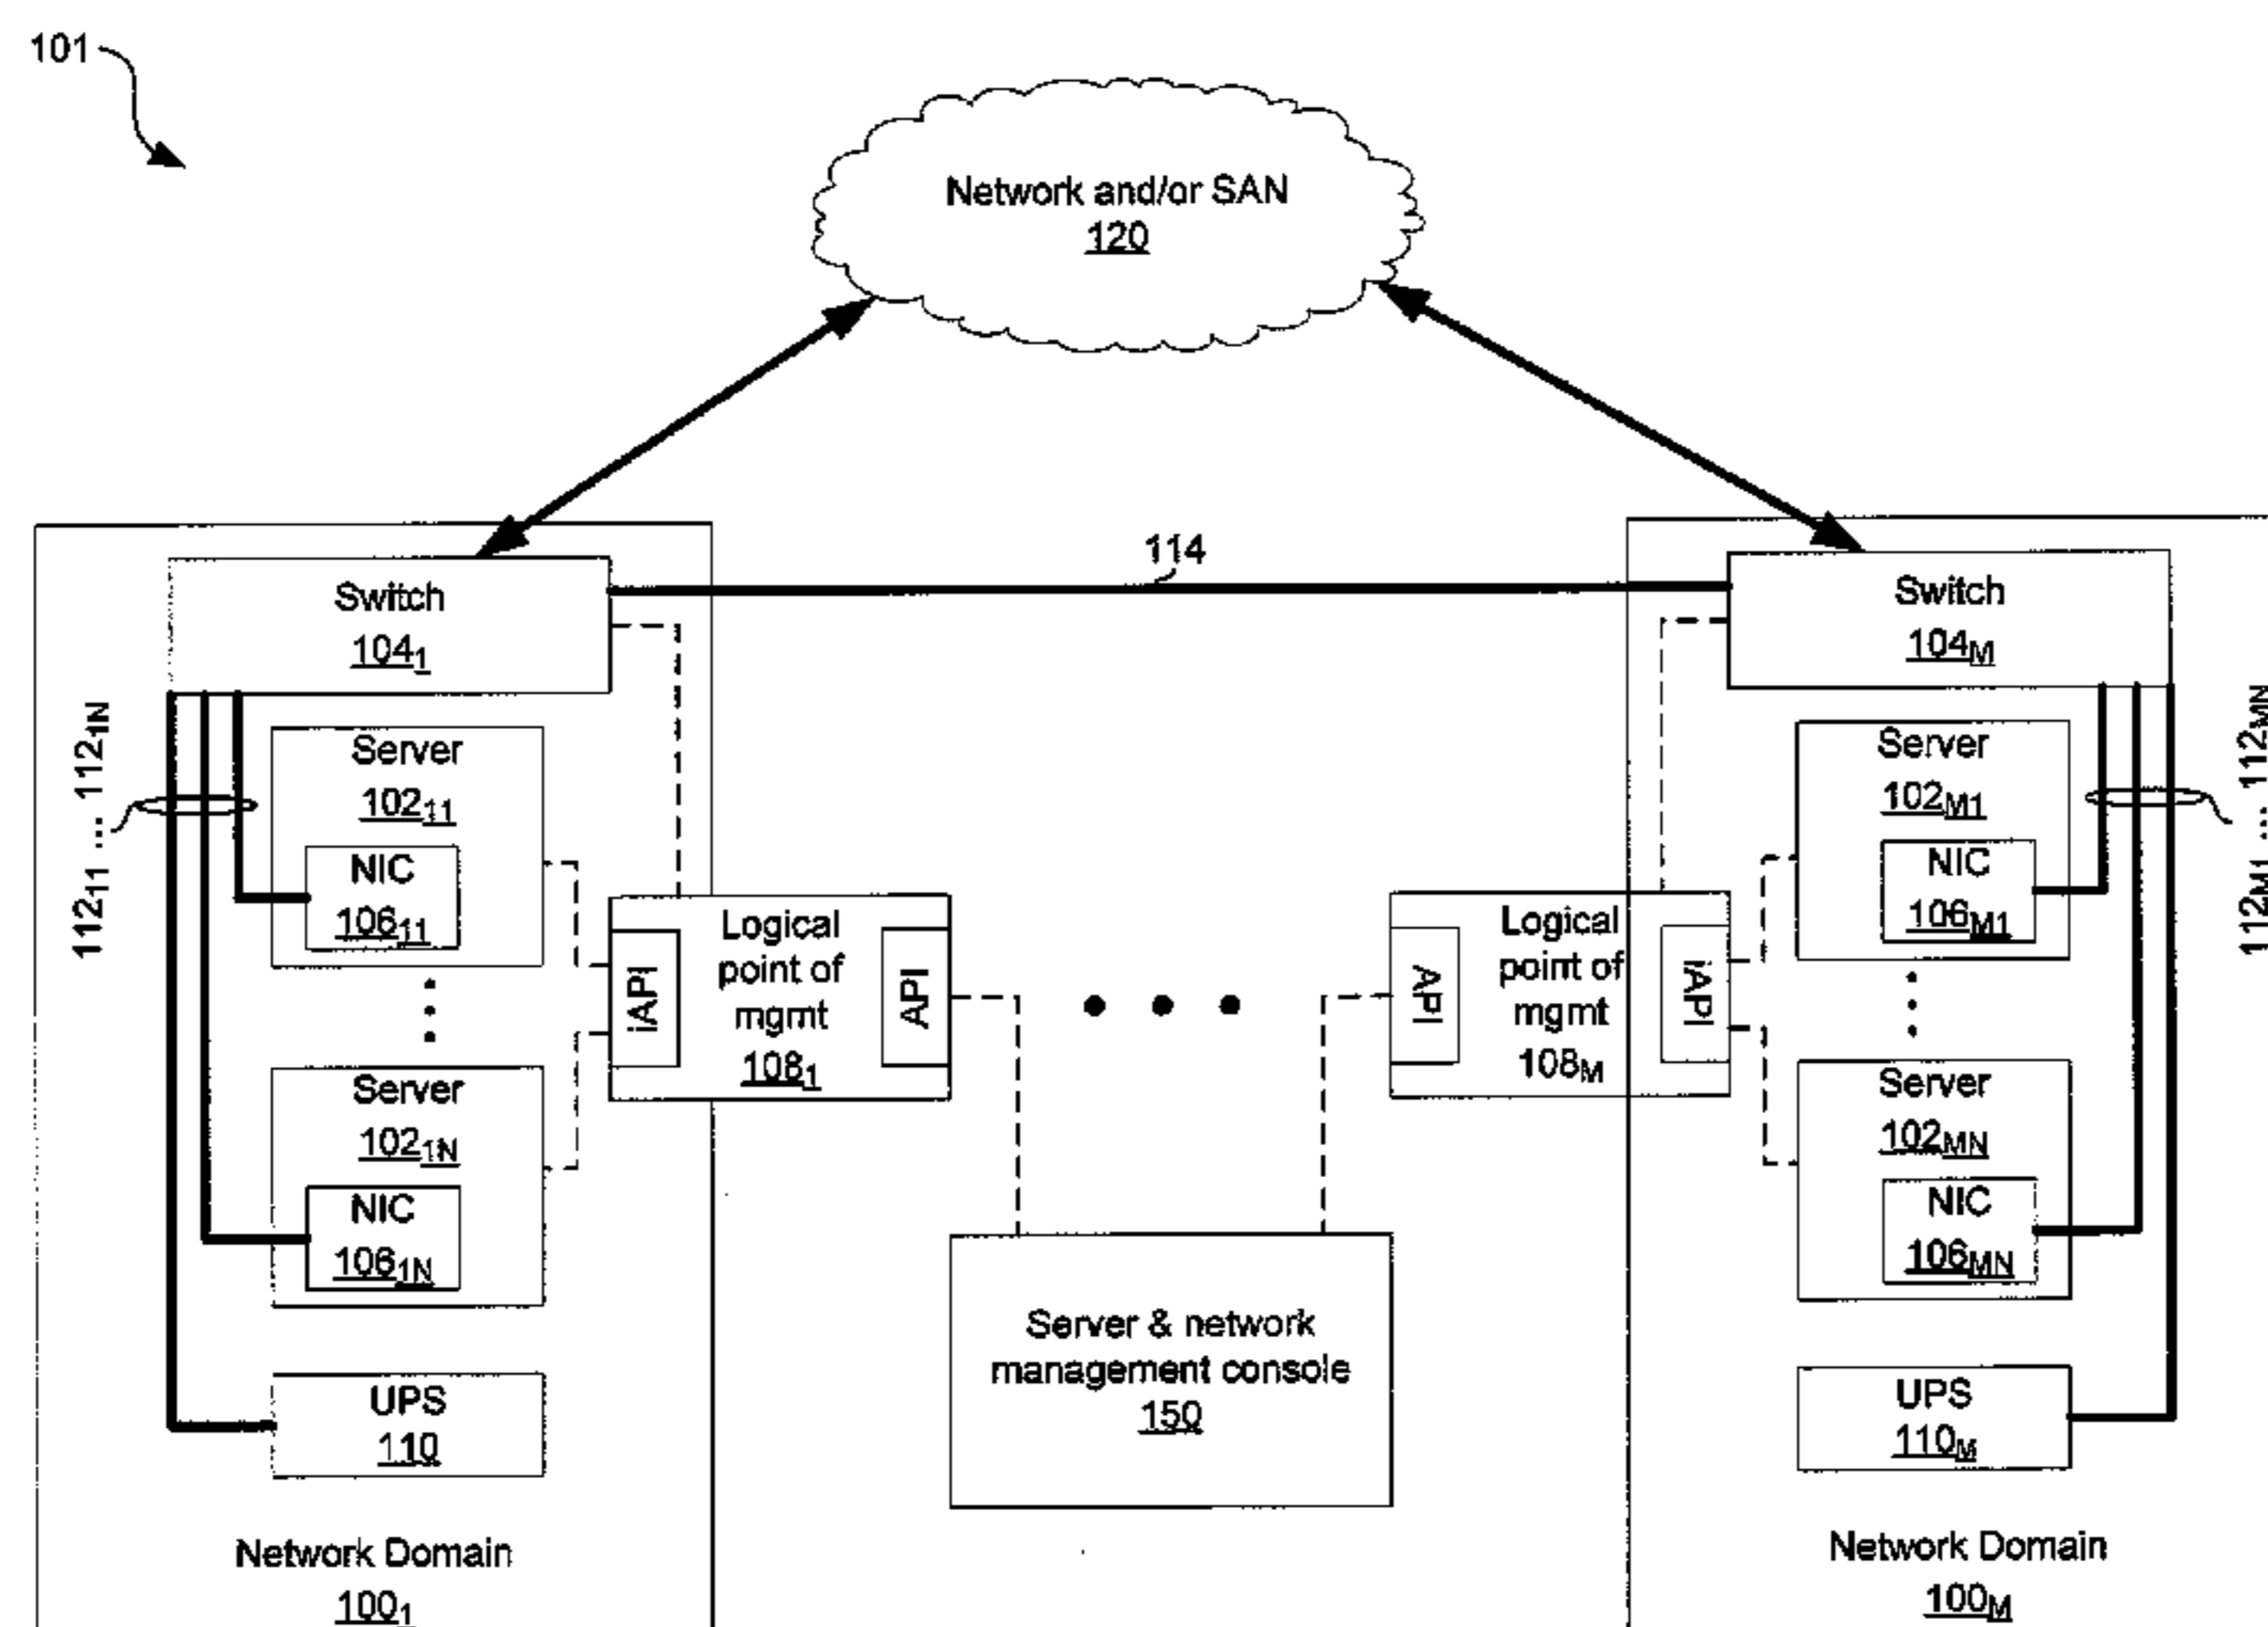 101
Network and/or SAN
120
114
Switch
104₁
Switch
104M
112₁₁ ... 112₁N
Server
102₁₁
NIC
106₁₁
Server
102₁N
NIC
106₁N
UPS
110
Network Domain
100₁
iAPI
Logical
point of
mgmt
108₁
API
Server & network
management console
150
API
Logical
point of
mgmt
108M
iAPI
Server
102M1
NIC
106M1
Server
102MN
NIC
106MN
UPS
110M
112M1 ... 112MN
Network Domain
100M